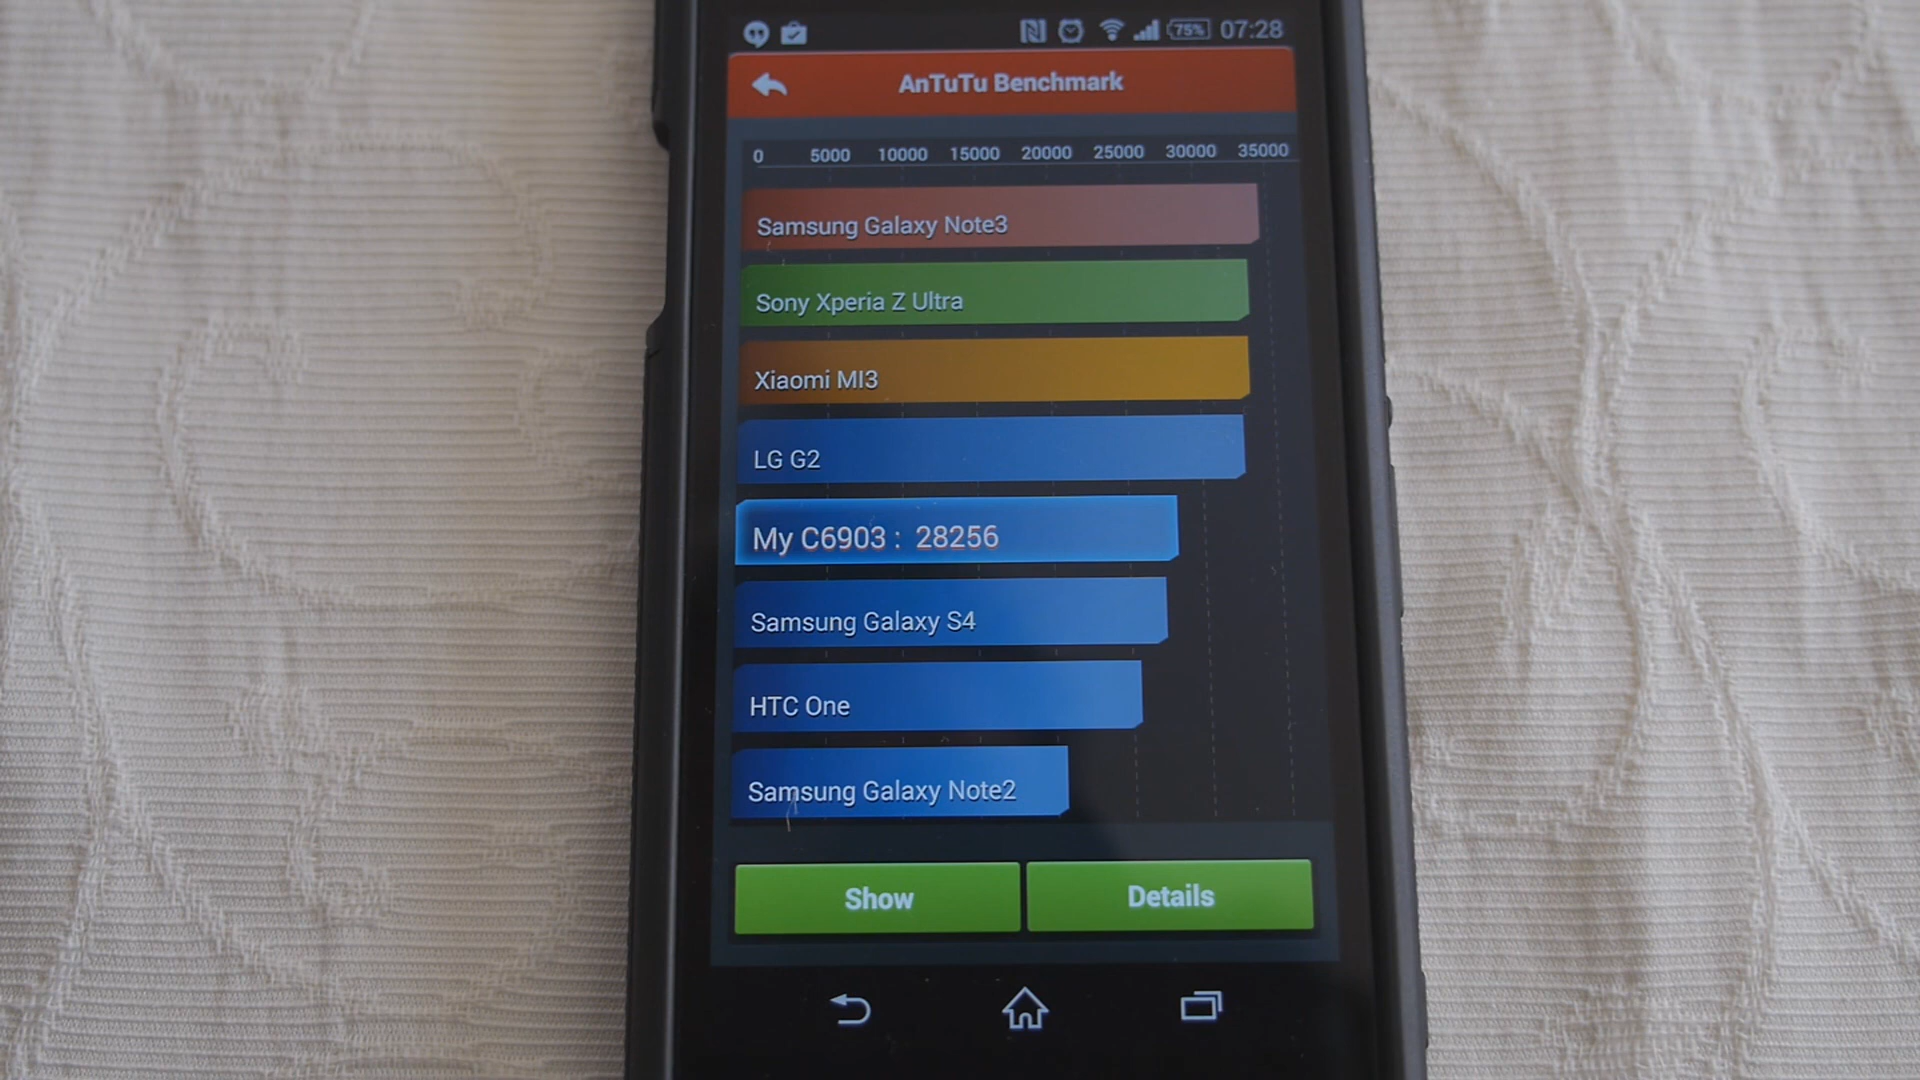 75% 07:28
AnTuTu Benchmark
0 5000 10000 15000 20000 25000 30000 35000
Samsung Galaxy Note3
Sony Xperia Z Ultra
Xiaomi MI3
LG G2
My C6903 : 28256
Samsung Galaxy S4
HTC One
Samsung Galaxy Note2
Show Details